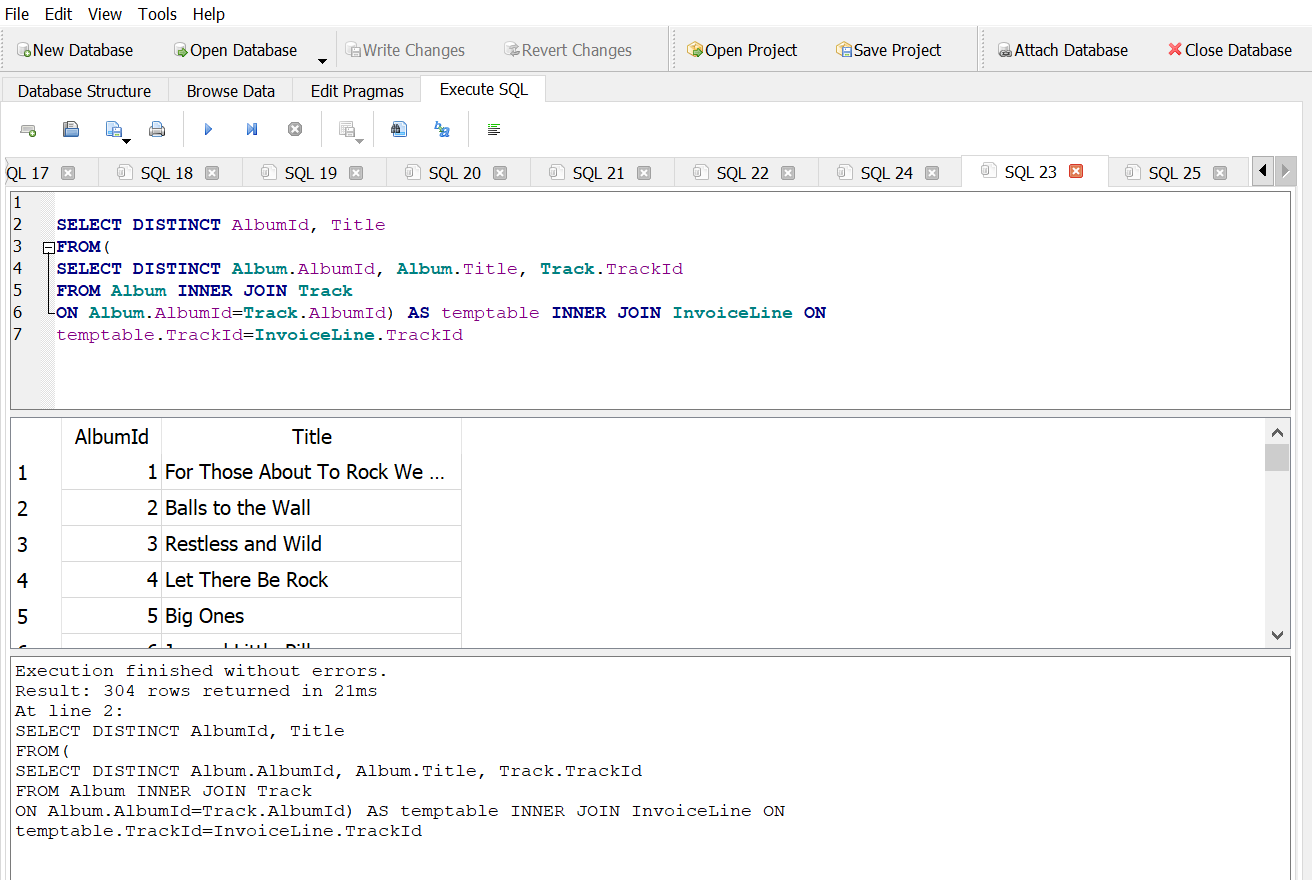 File Edit View Tools Help
New Database Open Database Write Changes Revert Changes Open Project Save Project Attach Database Close Database
Database Structure Browse Data Edit Pragmas Execute SQL
QL 17 SQL 18 SQL 19 SQL 20 SQL 21 SQL 22 SQL 24 SQL 23 SQL 25
1
2 SELECT DISTINCT AlbumId, Title
3 FROM(
4 SELECT DISTINCT Album.AlbumId, Album.Title, Track.TrackId
5 FROM Album INNER JOIN Track
6 ON Album.AlbumId=Track.AlbumId) AS temptable INNER JOIN InvoiceLine ON
7 temptable.TrackId=InvoiceLine.TrackId
AlbumId Title
1 1 For Those About To Rock We ...
2 2 Balls to the Wall
3 3 Restless and Wild
4 4 Let There Be Rock
5 5 Big Ones
Execution finished without errors.
Result: 304 rows returned in 21ms
At line 2:
SELECT DISTINCT AlbumId, Title
FROM(
SELECT DISTINCT Album.AlbumId, Album.Title, Track.TrackId
FROM Album INNER JOIN Track
ON Album.AlbumId=Track.AlbumId) AS temptable INNER JOIN InvoiceLine ON
temptable.TrackId=InvoiceLine.TrackId